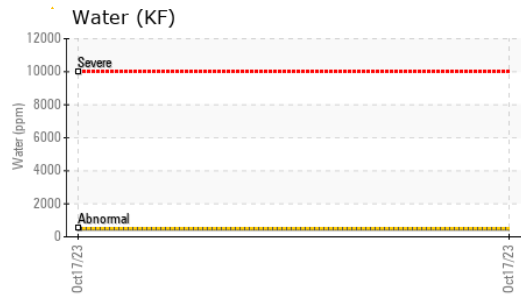 Water (KF)
12000
Severe
10000
8000
Water (ppm)
6000
4000
2000
Abnormal
0
Oct17/23
Oct17/23